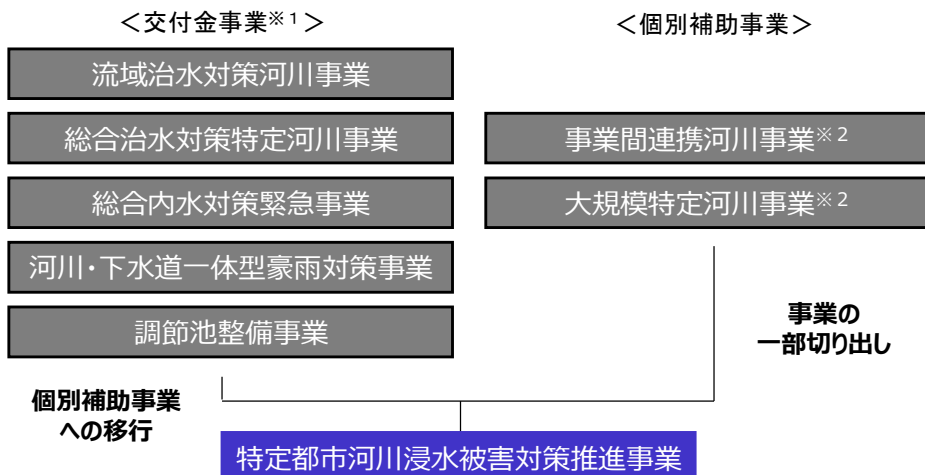 ＜交付金事業※１＞
流域治水対策河川事業
総合治水対策特定河川事業
総合内水対策緊急事業
河川・下水道一体型豪雨対策事業
調節池整備事業
＜個別補助事業＞
事業間連携河川事業※２
大規模特定河川事業※２
個別補助事業
への移行
事業の
一部切り出し
特定都市河川浸水被害対策推進事業